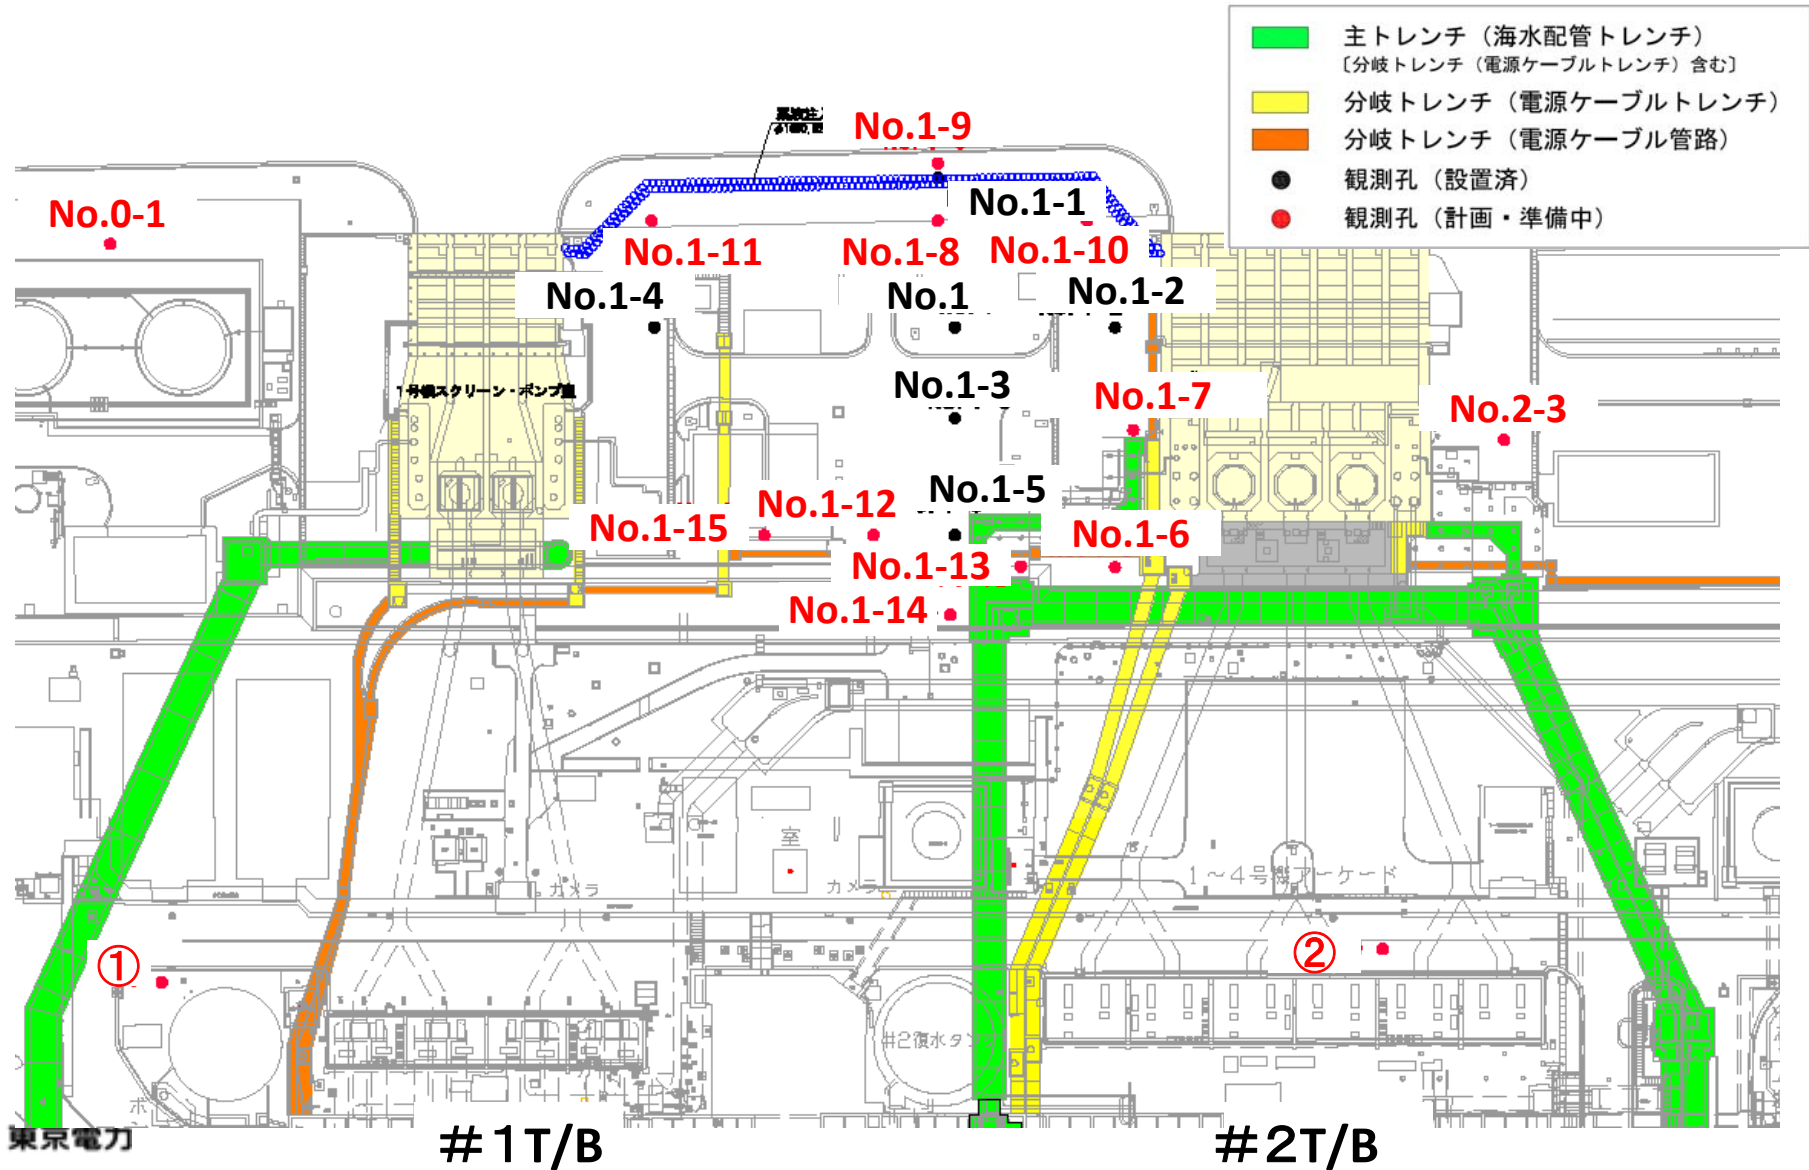 主トレンチ（海水配管トレンチ）
〔分岐トレンチ（電源ケーブルトレンチ）含む〕
分岐トレンチ（電源ケーブルトレンチ）
分岐トレンチ（電源ケーブル管路）
観測孔（設置済）
観測孔（計画・準備中）
No.1-9
No.0-1
No.1-1
No.1-11
No.1-8
No.1-10
No.1-4
No.1
No.1-2
1号機スクリーン・ポンプ室
No.1-3
No.1-7
No.2-3
No.1-5
No.1-12
No.1-15
No.1-6
No.1-13
No.1-14
室
カメラ
カメラ
1～4号機アーケード
①
②
#2復水タン
ボ
東京電力
＃1T/B
＃2T/B